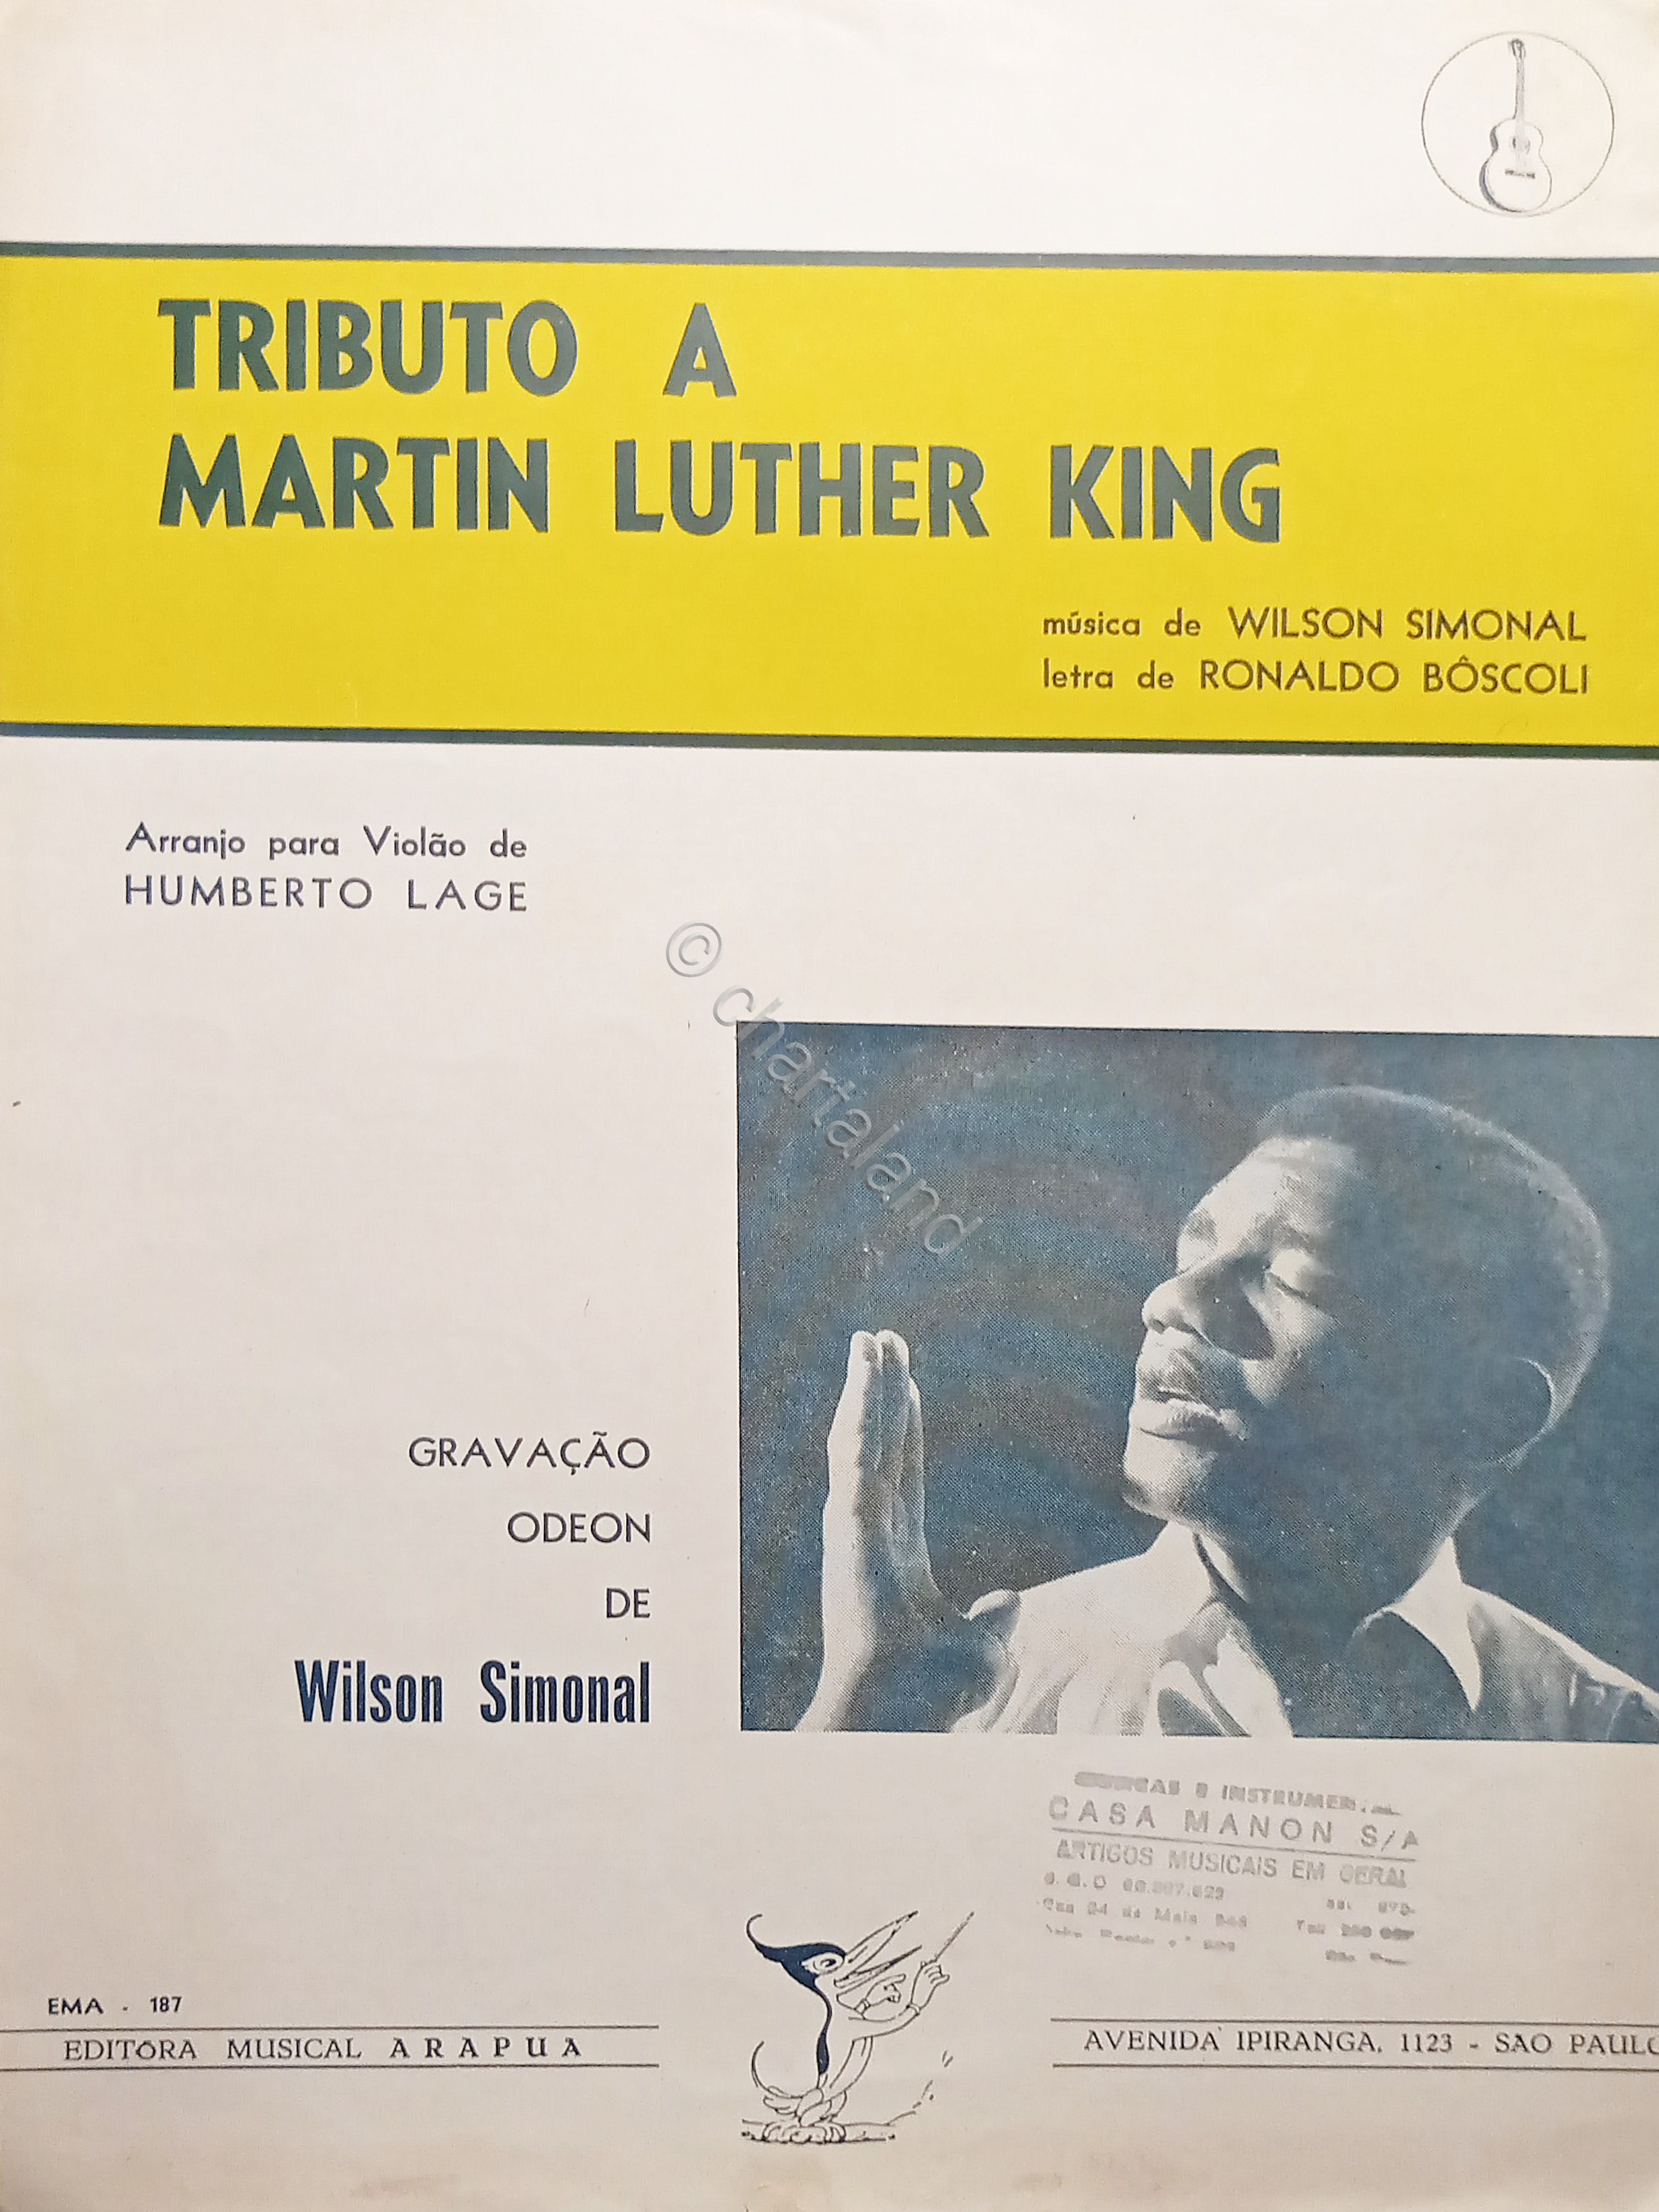 TRIBUTO A
MARTIN LUTHER KING
música de WILSON SIMONAL
letra de RONALDO BÔSCOLI
Arranjo para Violão de
HUMBERTO LAGE
© chartaland
GRAVAÇÃO
ODEON
DE
Wilson Simonal
INSTRUMEN
CASA MANON S/A
ARTIGOS MUSICAIS EM GERAL
EMA - 187
EDITÔRA MUSICAL ARAPUA
AVENIDA IPIRANGA, 1123 - SAO PAULO